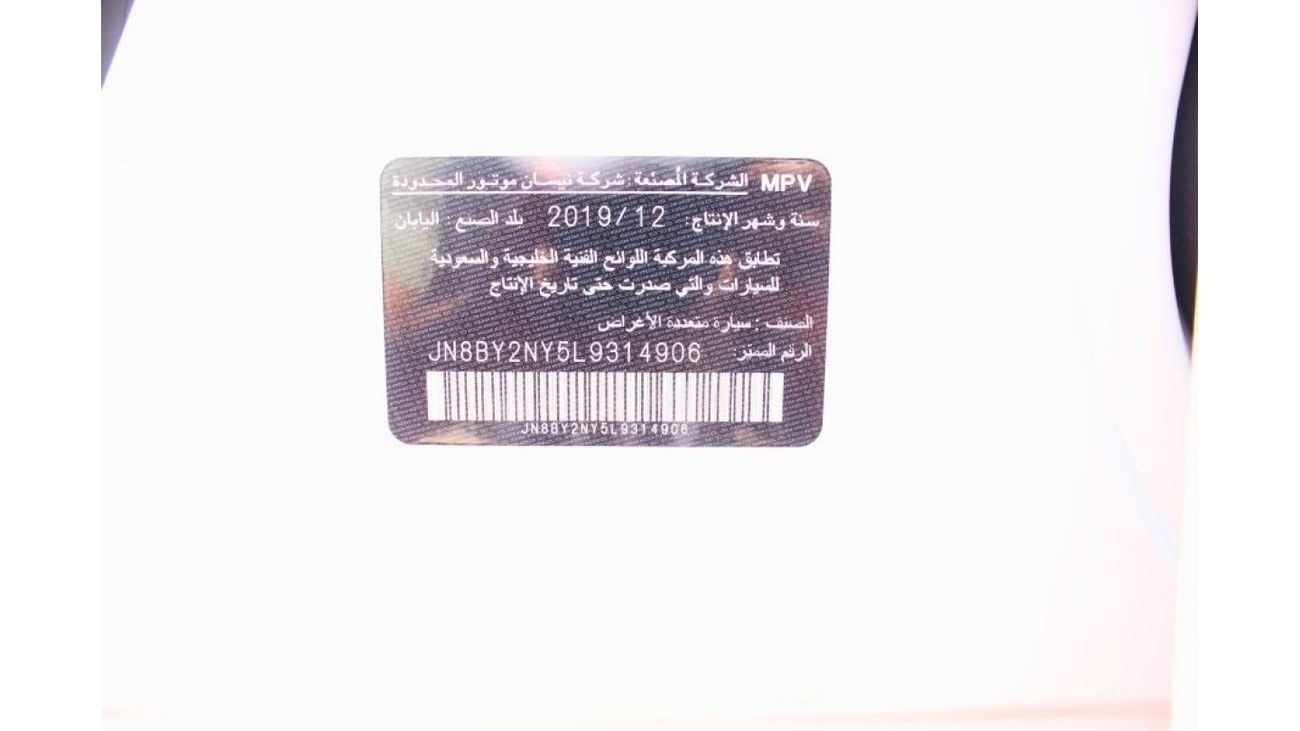 MPV الشركة المصنعة: شركة نيسان موتور المحدودة
سنة وشهر الإنتاج: 2019/12 بلد الصنع: اليابان
تطابق هذه المركبة اللوائح الفنية الخليجية والسعودية
للسيارات والتي صدرت حتى تاريخ الإنتاج
الصنف: سيارة متعددة الأغراض
الرقم المميز: JN8BY2NY5L9314906
JN8BY2NY5L9314906